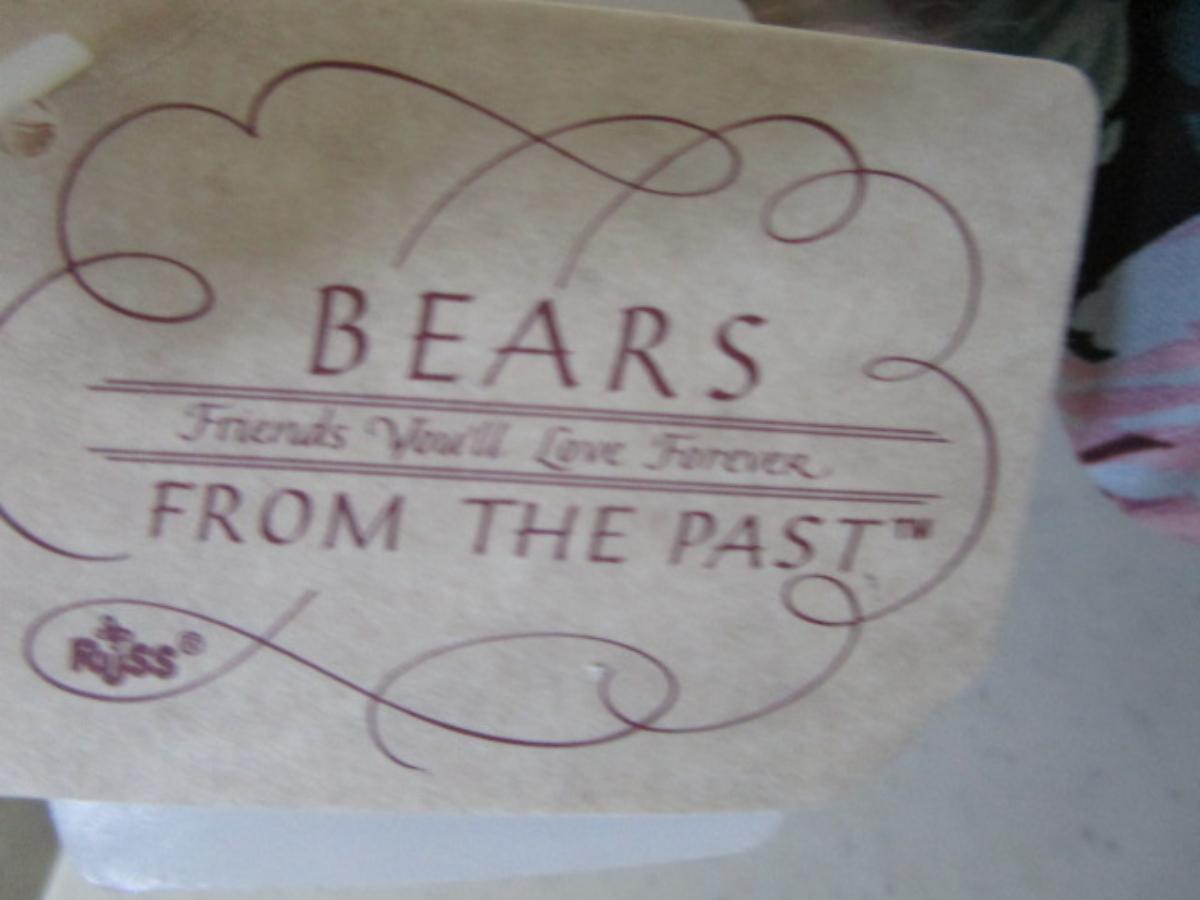 BEARS
Friends You'll Love Forever
FROM THE PAST™
RUSS®